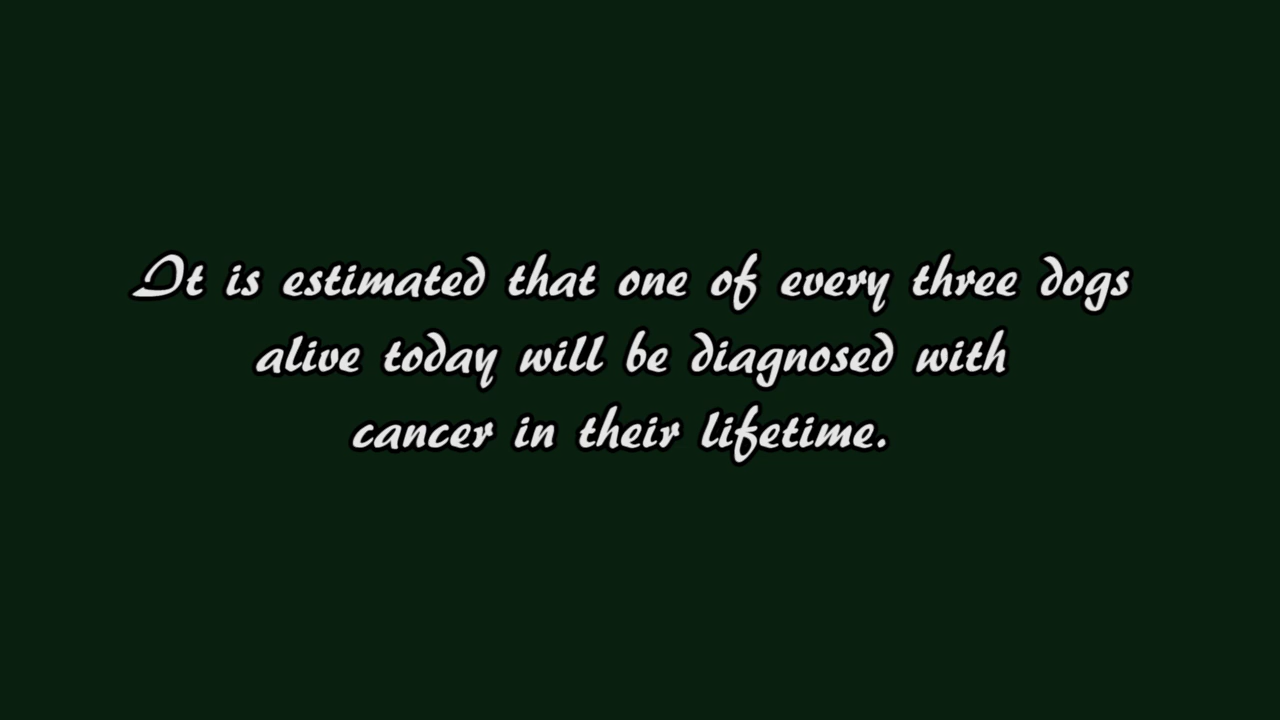 It is estimated that one of every three dogs
alive today will be diagnosed with
cancer in their lifetime.